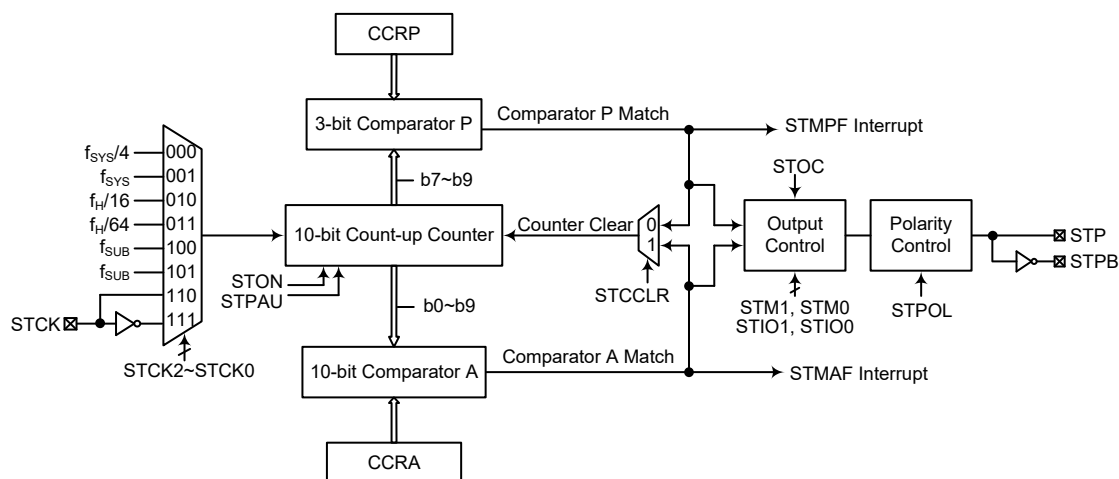 CCRP
3-bit Comparator P
Comparator P Match
STMPF Interrupt
b7~b9
fSYS/4
000
fSYS
001
fH/16
010
fH/64
011
fSUB
100
fSUB
101
110
111
STCK
STCK2~STCK0
10-bit Count-up Counter
STON
STPAU
Counter Clear
0
1
STCCLR
STOC
Output
Control
STM1, STM0
STIO1, STIO0
Polarity
Control
STPOL
STP
STPB
b0~b9
10-bit Comparator A
Comparator A Match
STMAF Interrupt
CCRA